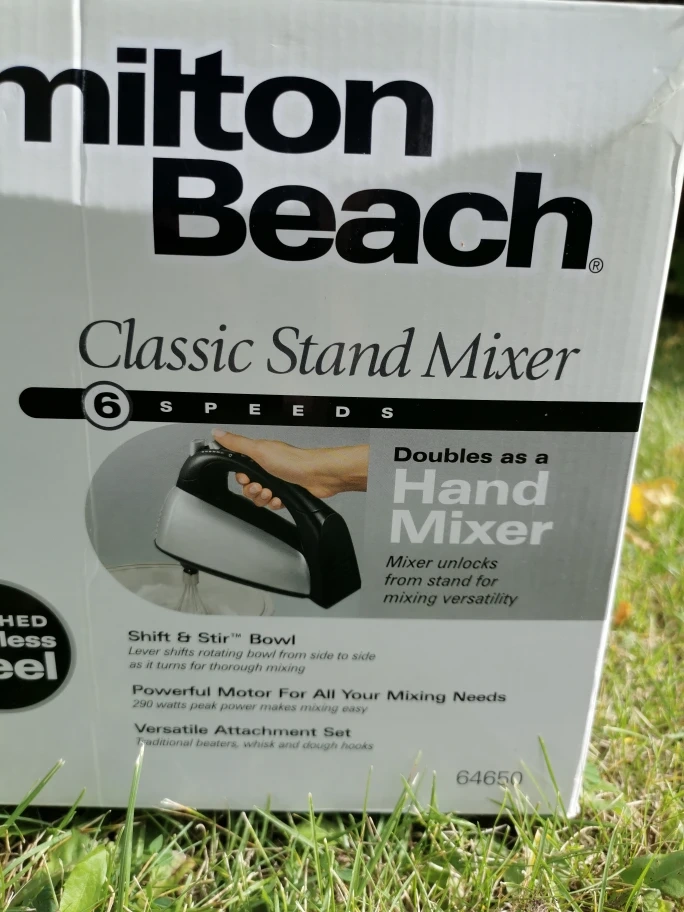 milton
Beach®
Classic Stand Mixer
6 SPEEDS
Doubles as a
Hand
Mixer
Mixer unlocks
from stand for
mixing versatility
HED
less
eel
Shift & Stir™ Bowl
Lever shifts rotating bowl from side to side
as it turns for thorough mixing
Powerful Motor For All Your Mixing Needs
290 watts peak power makes mixing easy
Versatile Attachment Set
Traditional beaters, whisk and dough hooks
64650